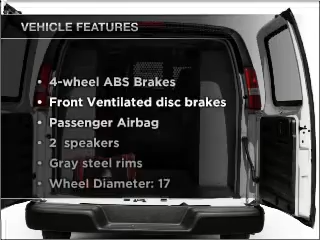 VEHICLE FEATURES
• 4-wheel ABS Brakes
• Front Ventilated disc brakes
• Passenger Airbag
• 2 speakers
• Gray steel rims
• Wheel Diameter: 17